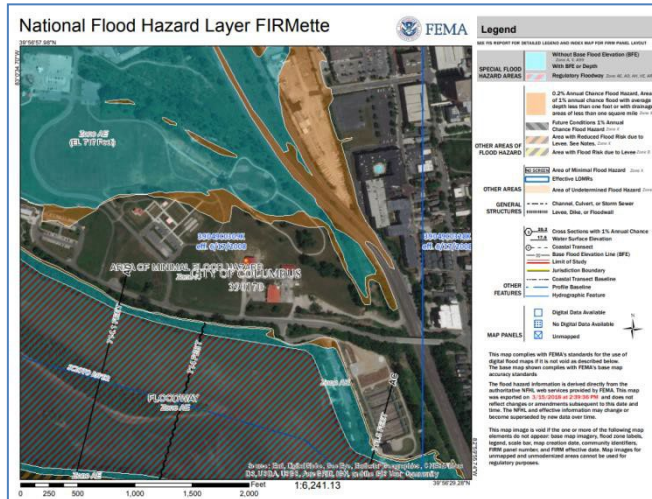 National Flood Hazard Layer FIRMette
FEMA
Legend
SEE FIS REPORT FOR DETAILED LEGEND AND INDEX MAP FOR FIRM PANEL LAYOUT
SPECIAL FLOOD
HAZARD AREAS
Without Base Flood Elevation (BFE)
Zone A, V, A99
With BFE or Depth
Regulatory Floodway
0.2% Annual Chance Flood Hazard, Areas
of 1% annual chance flood with average
depth less than one foot or with drainage
areas of less than one square mile Zone X
Future Conditions 1% Annual
Chance Flood Hazard Zone X
Area with Reduced Flood Risk due to
Levee. See Notes. Zone X
Area with Flood Risk due to Levee
OTHER AREAS OF
FLOOD HAZARD
NO SCREEN Area of Minimal Flood Hazard Zone X
Effective LOMRs
OTHER AREAS
Area of Undetermined Flood Hazard Zone
GENERAL
STRUCTURES
Channel, Culvert, or Storm Sewer
Levee, Dike, or Floodwall
Cross Sections with 1% Annual Chance
Water Surface Elevation
Coastal Transect
Base Flood Elevation Line (BFE)
Limit of Study
Jurisdiction Boundary
Coastal Transect Baseline
OTHER
FEATURES
Profile Baseline
Hydrographic Feature
Digital Data Available
No Digital Data Available
MAP PANELS
Unmapped
This map complies with FEMA's standards for the use of
digital flood maps if it is not void as described below.
The base map shown complies with FEMA's base map
accuracy standards
The flood hazard information is derived directly from the
authoritative NFHL web services provided by FEMA. This map
was exported on 3/15/2018 at 2:39:36 PM and does not
reflect changes or amendments subsequent to this date and
time. The NFHL and effective information may change or
become superseded by new data over time.
This map image is void if the one or more of the following map
elements do not appear: base map imagery, flood zone labels,
legend, scale bar, map creation date, community identifiers,
FIRM panel number, and FIRM effective date. Map images for
unmapped and unmodernized areas cannot be used for
regulatory purposes.
Zone AE
AREA OF MINIMAL FLOOD HAZARD
CITY OF COLUMBUS
390170
SCIOTO RIVER
FLOODWAY
Zone AE
Zone AE
Feet
1:6,241.13
0 250 500 1,000 1,500 2,000